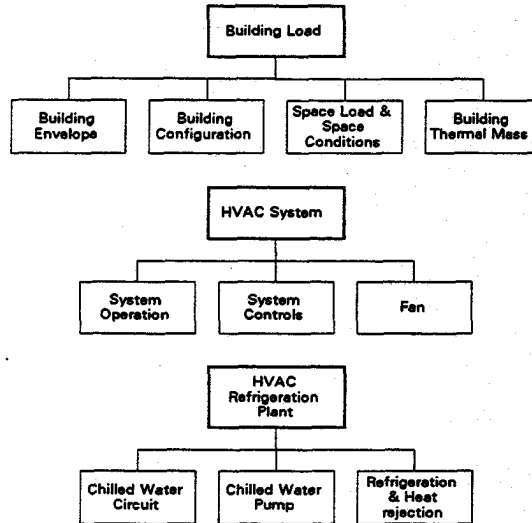 Building Load
Building
Envelope
Building
Configuration
Space Load &
Space
Conditions
Building
Thermal Mass
HVAC System
System
Operation
System
Controls
Fan
HVAC
Refrigeration
Plant
Chilled Water
Circuit
Chilled Water
Pump
Refrigeration
& Heat
rejection